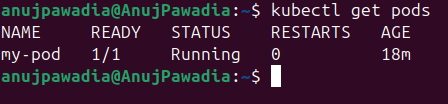 anujpawadia@AnujPawadia:~$ kubectl get pods
NAME READY STATUS RESTARTS AGE
my-pod 1/1 Running 0 18m
anujpawadia@AnujPawadia:~$